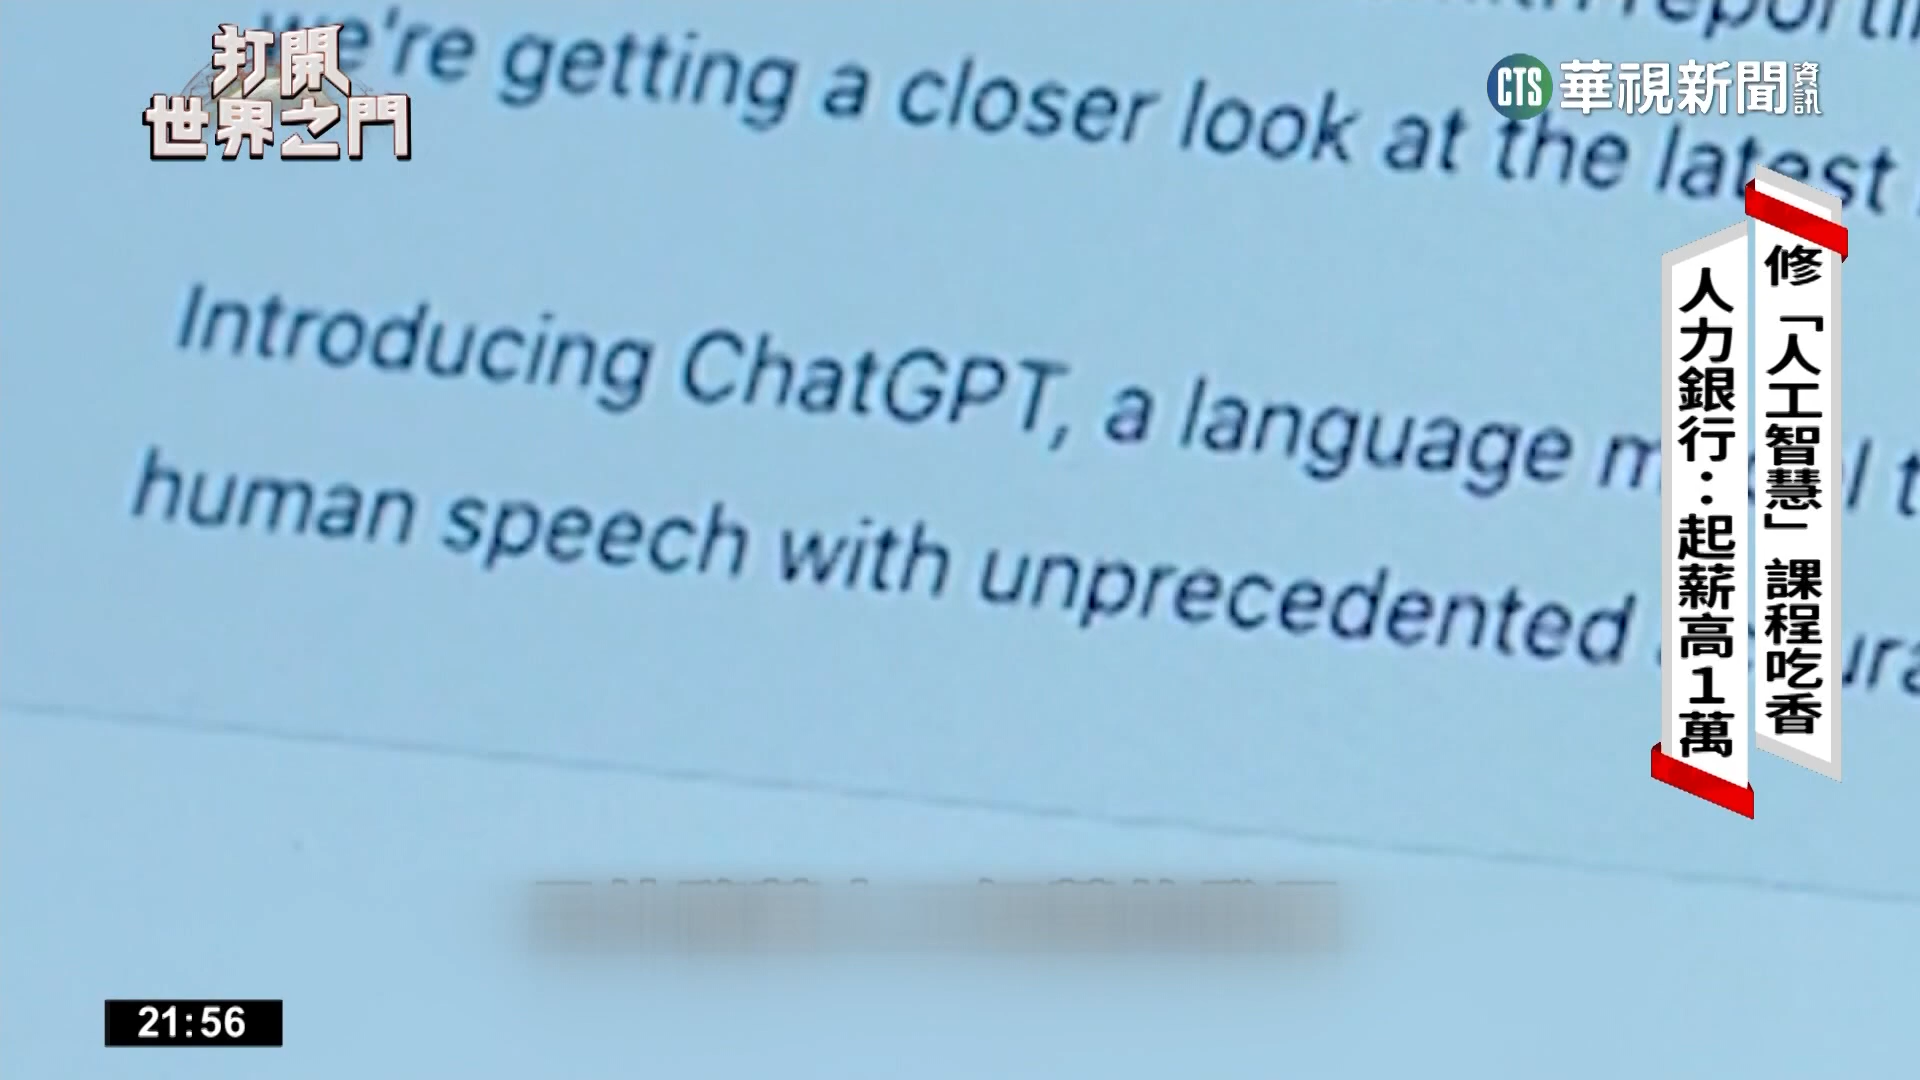 打開
世界之門
CTS 華視新聞 資訊
we're getting a closer look at the latest
Introducing ChatGPT, a language
human speech with unprecedented
修「人工智慧」課程吃香
人力銀行：起薪高1萬
21:56